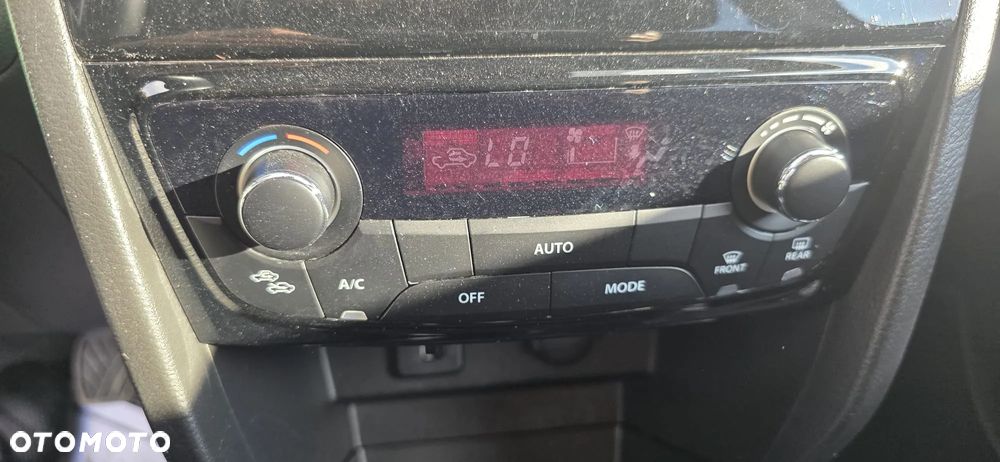 LO
AUTO
A/C
OFF
MODE
FRONT
REAR
OTOMOTO